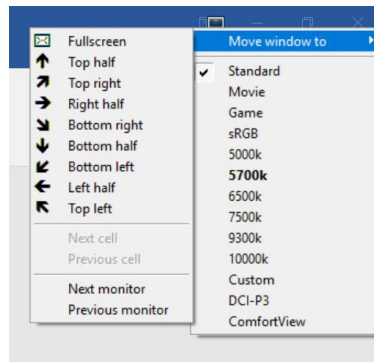 Fullscreen
Top half
Top right
Right half
Bottom right
Bottom half
Bottom left
Left half
Top left
Next cell
Previous cell
Next monitor
Previous monitor
Move window to
Standard
Movie
Game
sRGB
5000k
5700k
6500k
7500k
9300k
10000k
Custom
DCI-P3
ComfortView